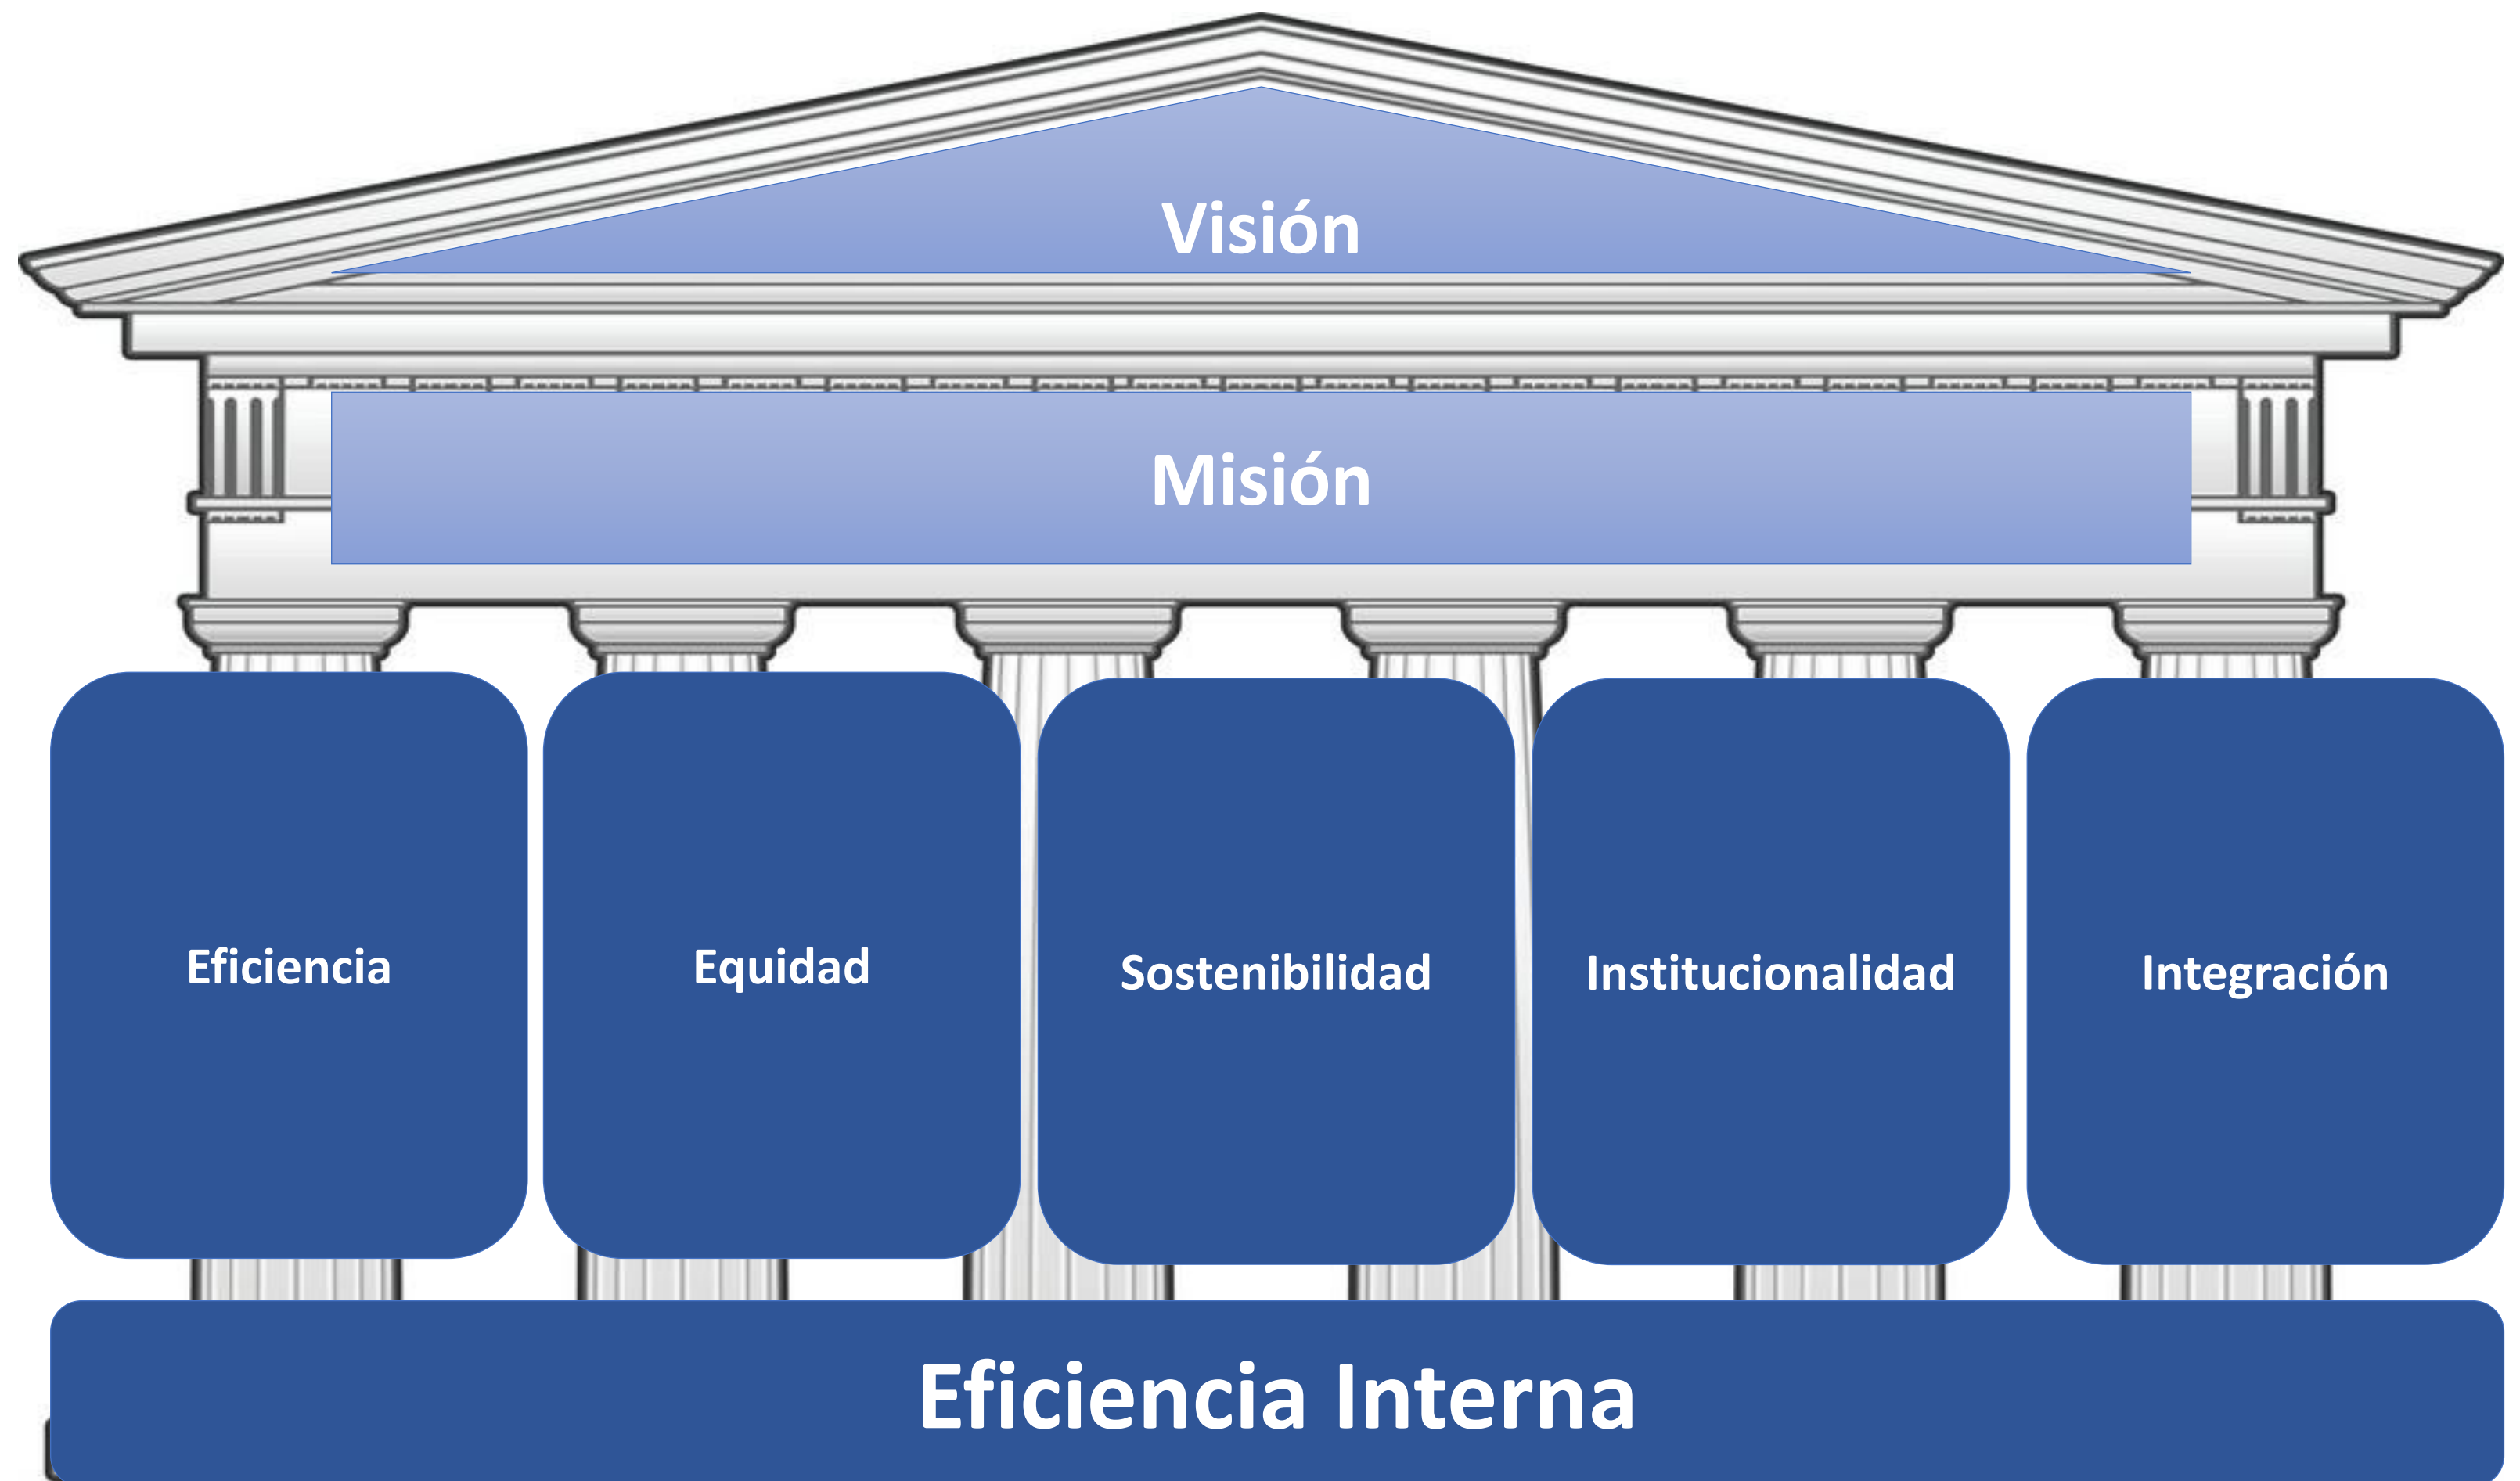 Visión
Misión
Eficiencia
Equidad
Sostenibilidad
Institucionalidad
Integración
Eficiencia Interna